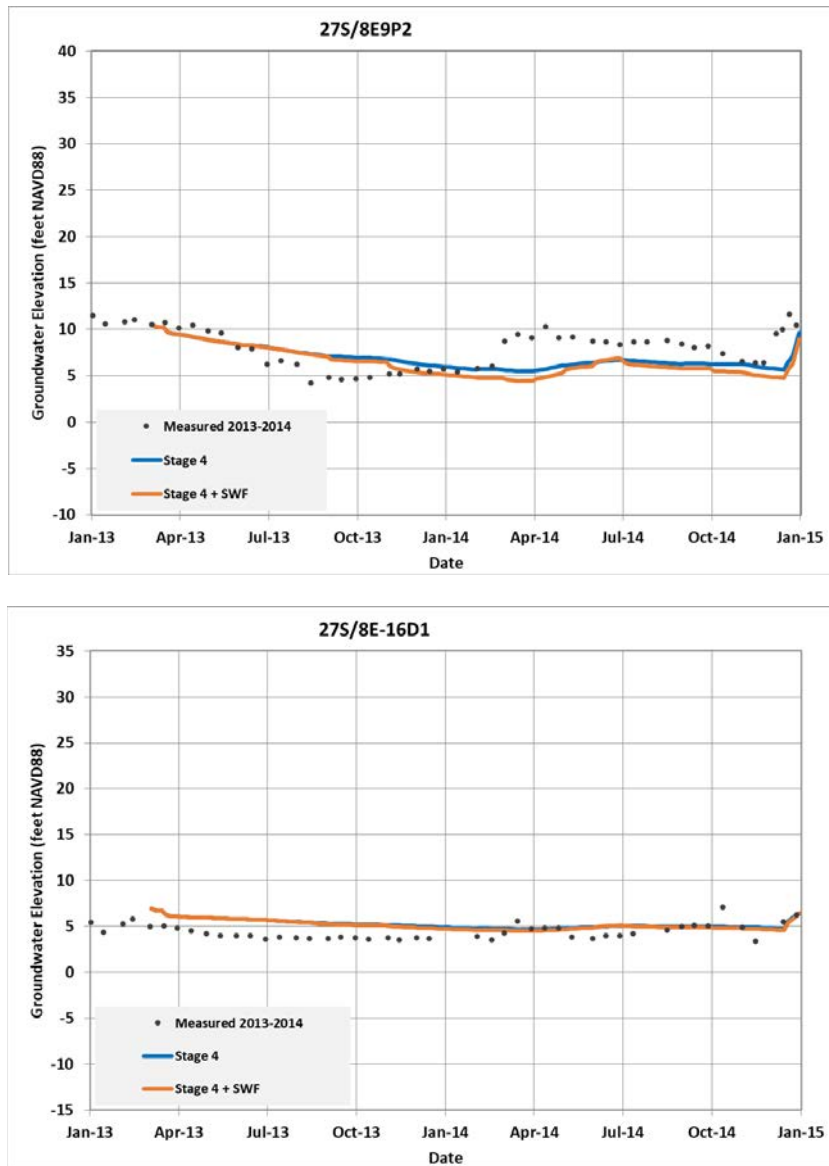 27S/8E9P2
Groundwater Elevation (feet NAVD88)
40
35
30
25
20
15
10
5
0
-5
-10
Measured 2013-2014
Stage 4
Stage 4 + SWF
Jan-13 Apr-13 Jul-13 Oct-13 Jan-14 Apr-14 Jul-14 Oct-14 Jan-15
Date
27S/8E-16D1
Groundwater Elevation (feet NAVD88)
35
30
25
20
15
10
5
0
-5
-10
-15
Measured 2013-2014
Stage 4
Stage 4 + SWF
Jan-13 Apr-13 Jul-13 Oct-13 Jan-14 Apr-14 Jul-14 Oct-14 Jan-15
Date